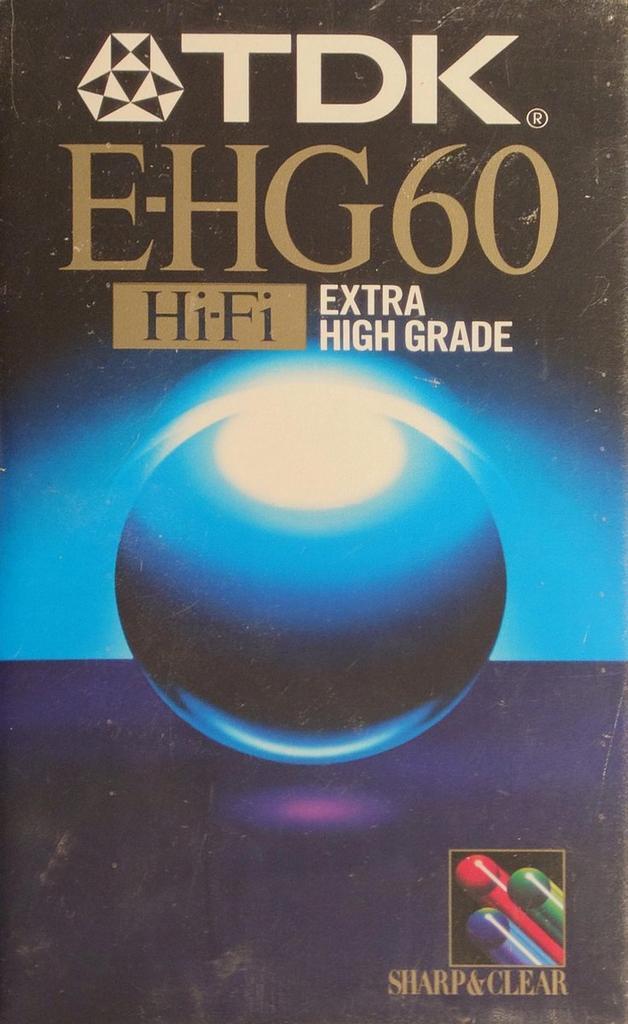 TDK®
E-HG60
Hi-Fi
EXTRA
HIGH GRADE
SHARP&CLEAR